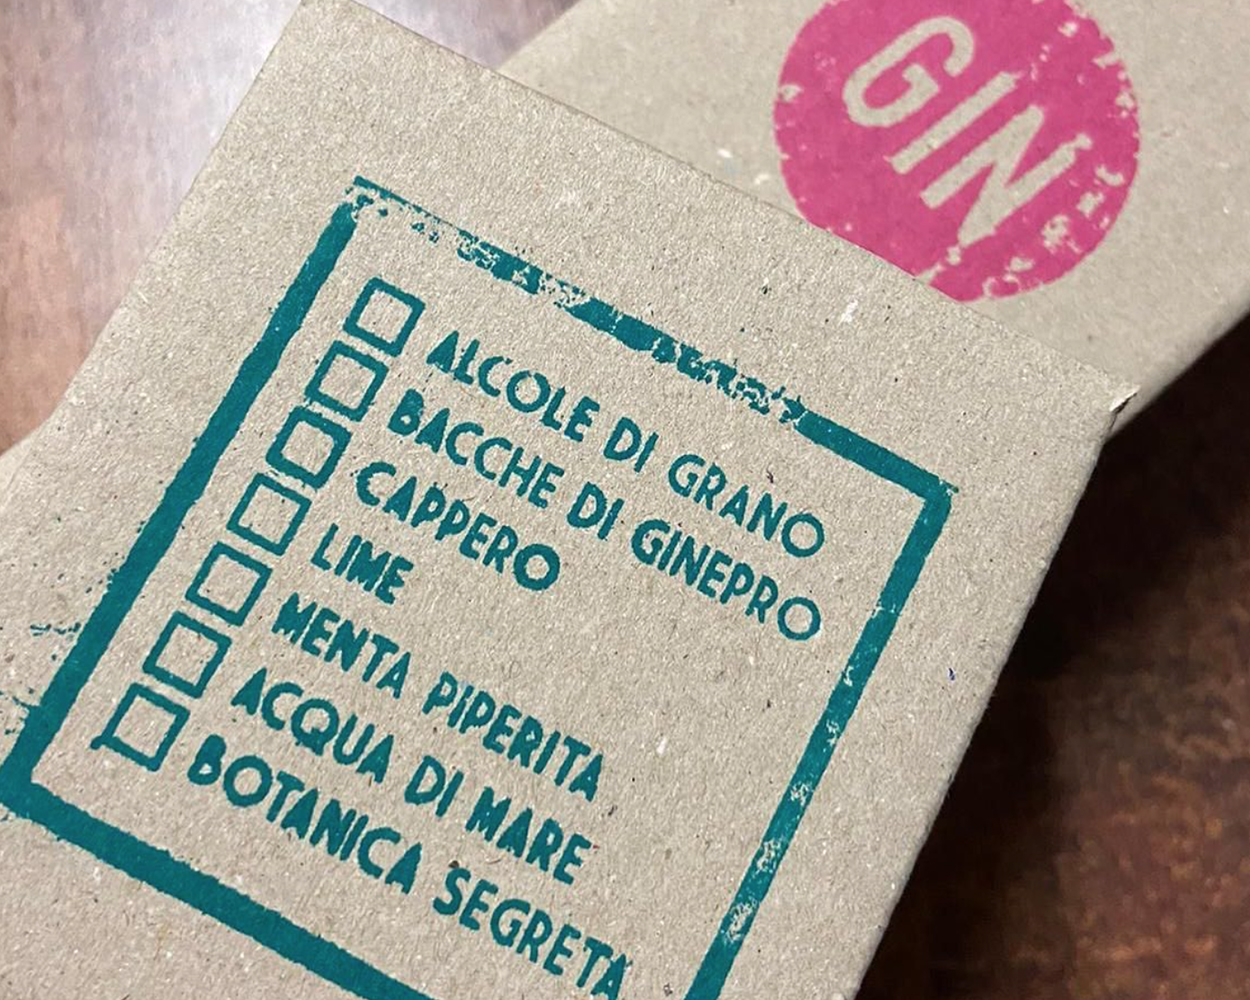 GIN
ALCOLE DI GRANO
BACCHE DI GINEPRO
CAPPERO
LIME
MENTA PIPERITA
ACQUA DI MARE
BOTANICA SEGRETA